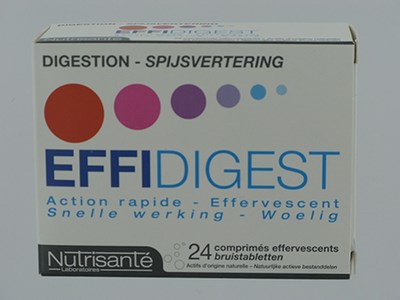 EFFIDIGEST
DIGESTION - SPIJSVERTERING
EFFIDIGEST
Action rapide - Effervescent
Snelle werking - Woelig
Nutrisanté
Laboratoires
24 comprimés effervescents
bruistabletten
Actifs d'origine naturelle - Natuurlijke actieve bestanddelen